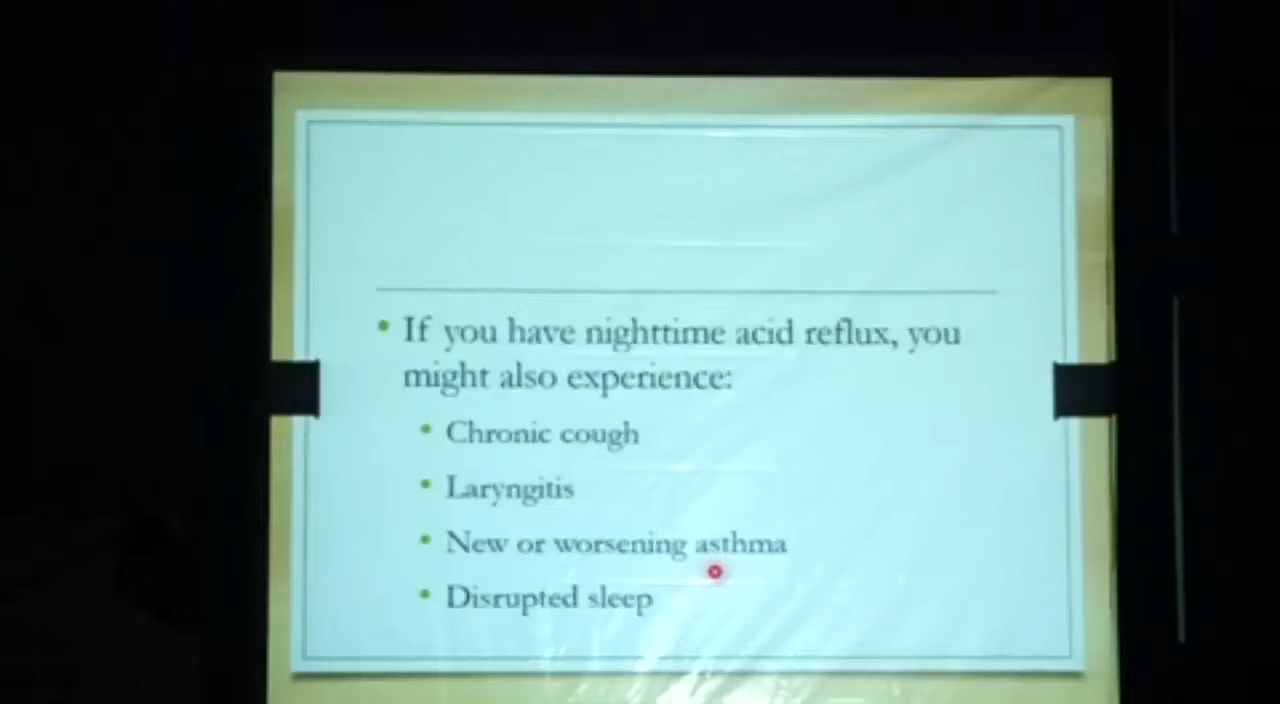 • If you have nighttime acid reflux, you
might also experience:
• Chronic cough
• Laryngitis
• New or worsening asthma
• Disrupted sleep